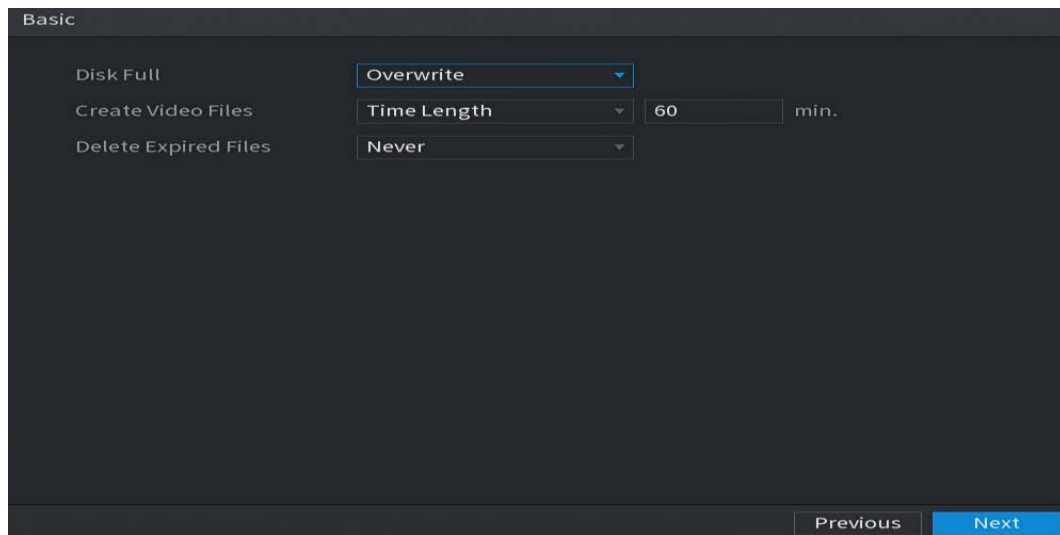 Basic
Disk Full Overwrite
Create Video Files Time Length 60 min.
Delete Expired Files Never
Previous Next